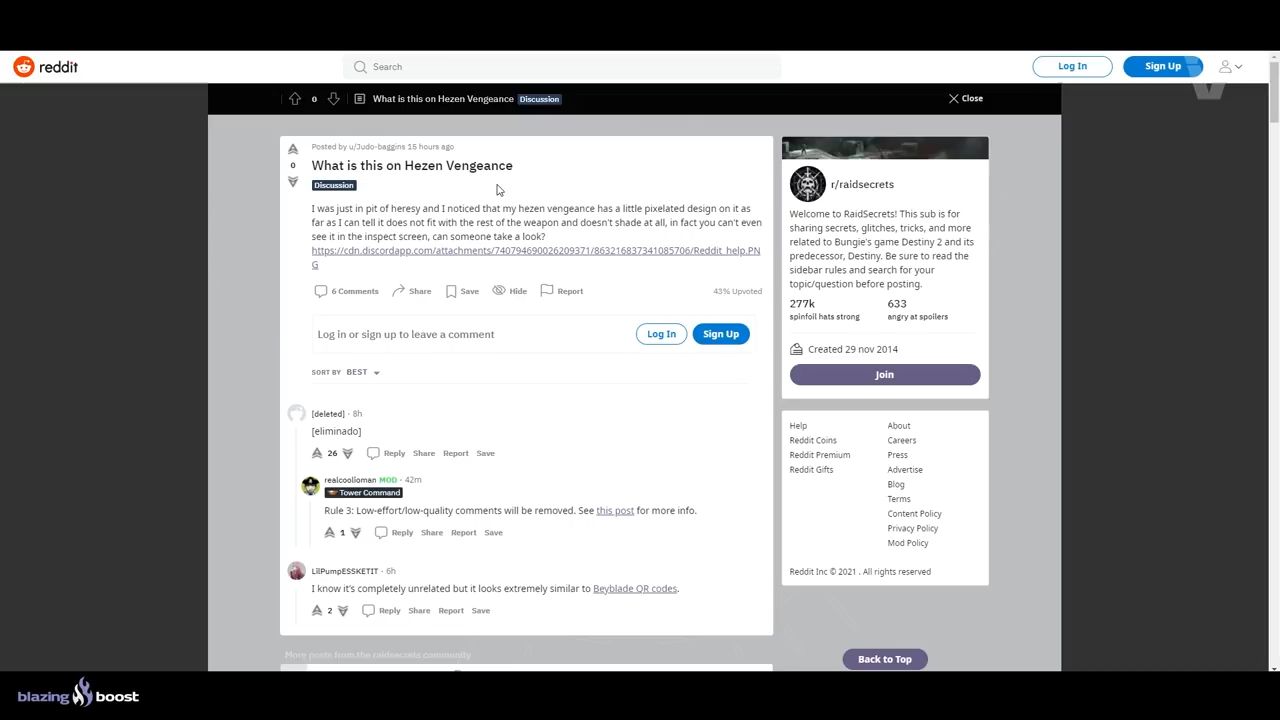 reddit
Search
Log In
Sign Up
0
What is this on Hezen Vengeance
Discussion
Close
Posted by u/Judo-baggins 15 hours ago
0
What is this on Hezen Vengeance
Discussion
I was just in pit of heresy and I noticed that my hezen vengeance has a little pixelated design on it as
far as I can tell it does not fit with the rest of the weapon and doesn't shade at all, in fact you can't even
see it in the inspect screen, can someone take a look?
https://cdn.discordapp.com/attachments/740794690026209371/863216837341085706/Reddit_help.PN
G
6 Comments Share Save Hide Report 43% Upvoted
Log in or sign up to leave a comment Log In Sign Up
SORT BY BEST
[deleted] · 8h
[eliminado]
26 Reply Share Report Save
realcoolioman MOD · 42m
Tower Command
Rule 3: Low-effort/low-quality comments will be removed. See this post for more info.
1 Reply Share Report Save
LilPumpESSKETIT · 6h
I know it's completely unrelated but it looks extremely similar to Beyblade QR codes.
2 Reply Share Report Save
More posts from the raidsecrets community
r/raidsecrets
Welcome to RaidSecrets! This sub is for
sharing secrets, glitches, tricks, and more
related to Bungie's game Destiny 2 and its
predecessor, Destiny. Be sure to read the
sidebar rules and search for your
topic/question before posting.
277k 633
spinfoil hats strong angry at spoilers
Created 29 nov 2014
Join
Help About
Reddit Coins Careers
Reddit Premium Press
Reddit Gifts Advertise
Blog
Terms
Content Policy
Privacy Policy
Mod Policy
Reddit Inc © 2021 . All rights reserved
Back to Top
blazing boost